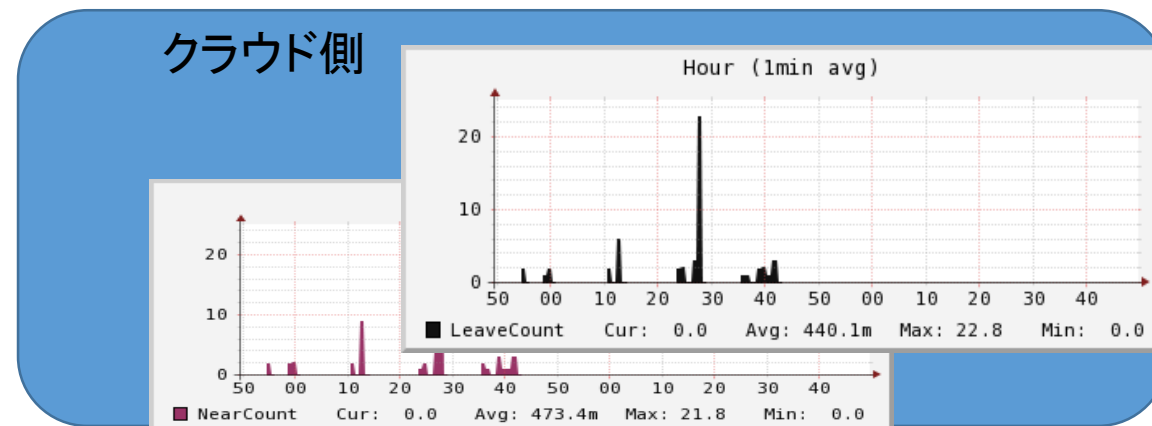 クラウド側
Hour (1min avg)
20
10
0
50 00 10 20 30 40 50 00 10 20 30 40
LeaveCount Cur: 0.0 Avg: 440.1m Max: 22.8 Min: 0.0
20
10
0
50 00 10 20 30 40 50 00 10 20 30 40
NearCount Cur: 0.0 Avg: 473.4m Max: 21.8 Min: 0.0